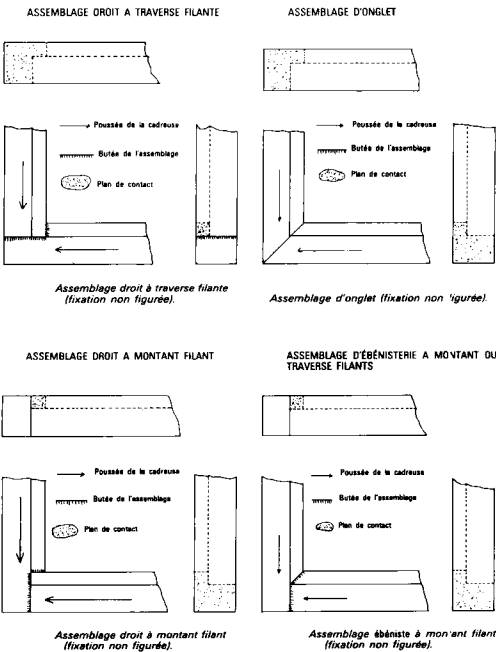 ASSEMBLAGE DROIT A TRAVERSE FILANTE
Poussée de la cadreuse
Butée de l'assemblage
Plan de contact
Assemblage droit à traverse filante
(fixation non figurée).
ASSEMBLAGE D'ONGLET
Poussée de la cadreuse
Butée de l'assemblage
Plan de contact
Assemblage d'onglet (fixation non igurée).
ASSEMBLAGE DROIT A MONTANT FILANT
Poussée de la cadreuse
Butée de l'assemblage
Plan de contact
Assemblage droit à montant filant
(fixation non figurée).
ASSEMBLAGE D'ÉBÉNISTERIE A MONTANT OU
TRAVERSE FILANTS
Poussée de la cadreuse
Butée de l'assemblage
Plan de contact
Assemblage ébéniste à montant filant
(fixation non figurée).